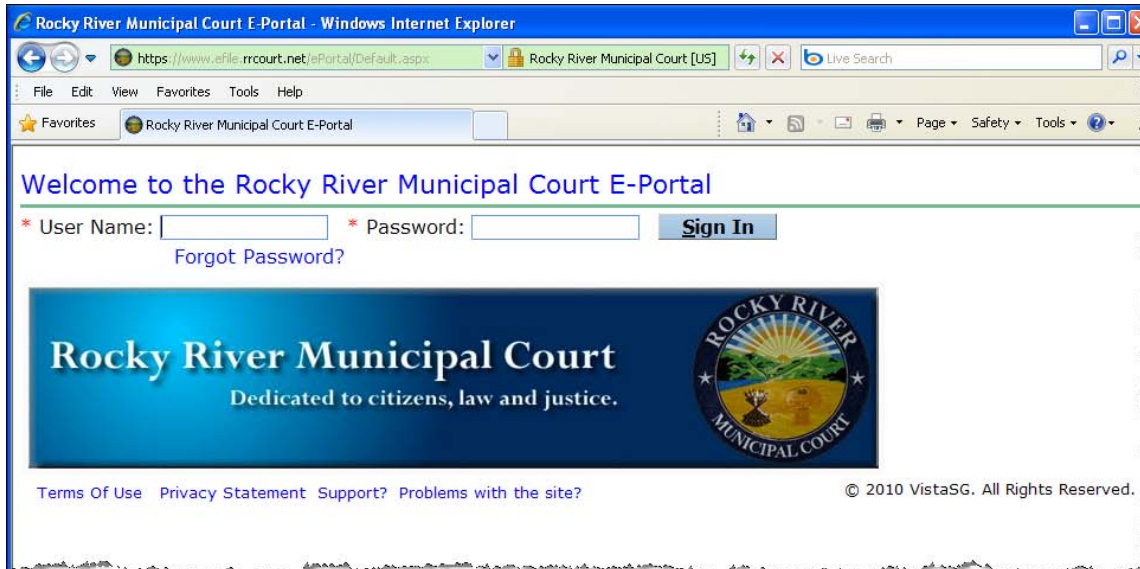 Rocky River Municipal Court E-Portal - Windows Internet Explorer
https://www.efile.rrcourt.net/ePortal/Default.aspx Rocky River Municipal Court [US] Live Search
File Edit View Favorites Tools Help
Favorites Rocky River Municipal Court E-Portal Page Safety Tools
Welcome to the Rocky River Municipal Court E-Portal
* User Name: * Password: Sign In
Forgot Password?
Rocky River Municipal Court
Dedicated to citizens, law and justice.
ROCKY RIVER
MUNICIPAL COURT
Terms Of Use Privacy Statement Support? Problems with the site? © 2010 VistaSG. All Rights Reserved.